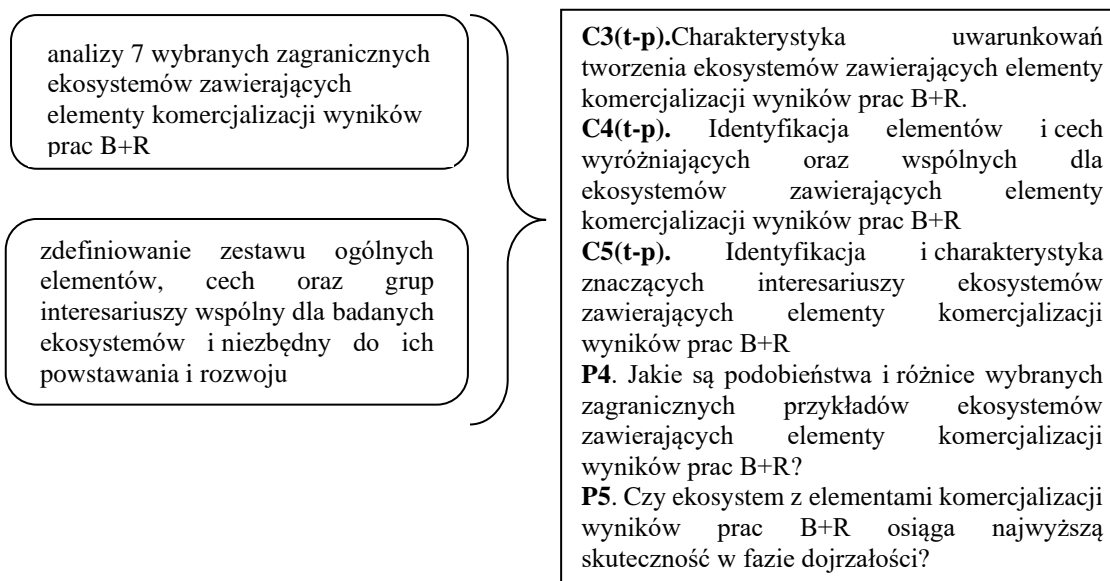 analizy 7 wybranych zagranicznych
ekosystemów zawierających
elementy komercjalizacji wyników
prac B+R
zdefiniowanie zestawu ogólnych
elementów, cech oraz grup
interesariuszy wspólny dla badanych
ekosystemów i niezbędny do ich
powstawania i rozwoju
C3(t-p).Charakterystyka uwarunkowań
tworzenia ekosystemów zawierających elementy
komercjalizacji wyników prac B+R.
C4(t-p). Identyfikacja elementów i cech
wyróżniających oraz wspólnych dla
ekosystemów zawierających elementy
komercjalizacji wyników prac B+R
C5(t-p). Identyfikacja i charakterystyka
znaczących interesariuszy ekosystemów
zawierających elementy komercjalizacji
wyników prac B+R
P4. Jakie są podobieństwa i różnice wybranych
zagranicznych przykładów ekosystemów
zawierających elementy komercjalizacji
wyników prac B+R?
P5. Czy ekosystem z elementami komercjalizacji
wyników prac B+R osiąga najwyższą
skuteczność w fazie dojrzałości?